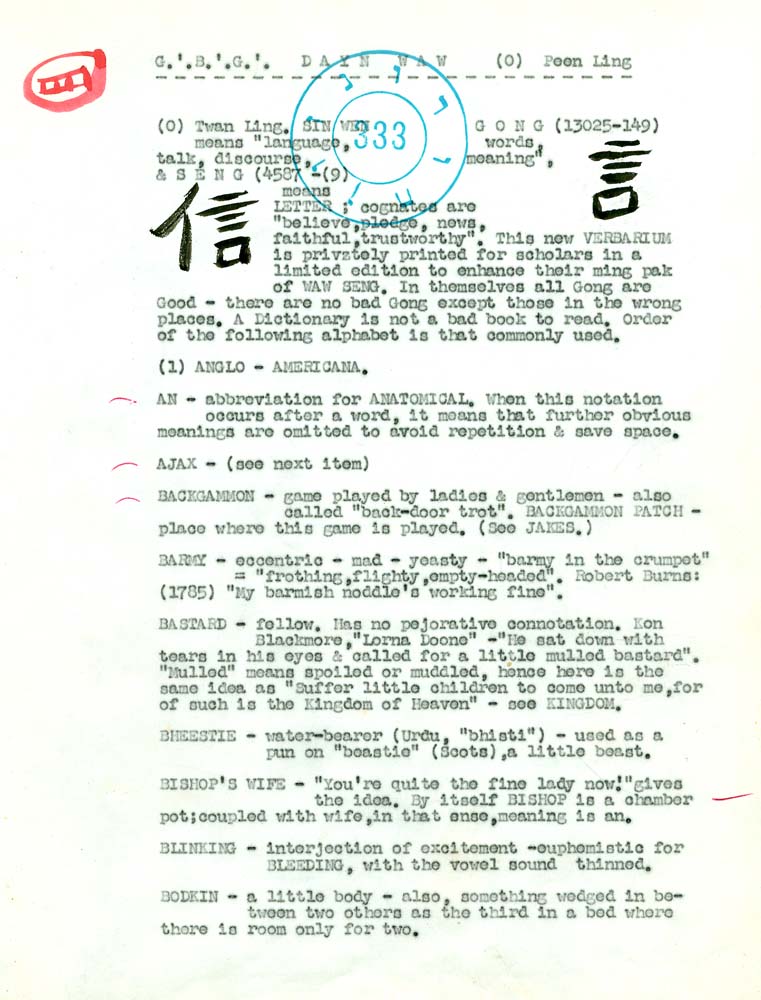 G.'.B.'.G.'. D A Y N W A W (0) Peen Ling
(0) Twan Ling. SIN WEN G O N G (13025-149)
means "language, words,
talk, discourse, meaning",
& S E N G (4587 -(9)
means
LETTER ; cognates are
"believe,pledge, news,
faithful,trustworthy". This new VERBARIUM
is privztely printed for scholars in a
limited edition to enhance their ming pak
of WAW SENG. In themselves all Gong are
Good - there are no bad Gong except those in the wrong
places. A Dictionary is not a bad book to read. Order
of the following alphabet is that commonly used.
333
信
言
(1) ANGLO - AMERICANA.
AN - abbreviation for ANATOMICAL. When this notation
occurs after a word, it means that further obvious
meanings are omitted to avoid repetition & save space.
AJAX - (see next item)
BACKGAMMON - game played by ladies & gentlemen - also
called "back-door trot". BACKGAMMON PATCH -
place where this game is played. (See JAKES.)
BARMY - eccentric - mad - yeasty - "barmy in the crumpet"
= "frothing,flighty,empty-headed". Robert Burns:
(1785) "My barmish noddle's working fine".
BASTARD - fellow. Has no pejorative connotation. Kon
Blackmore,"Lorna Doone" -"He sat down with
tears in his eyes & called for a little mulled bastard".
"Mulled" means spoiled or muddled, hence here is the
same idea as "Suffer little children to come unto me,for
of such is the Kingdom of Heaven" - see KINGDOM.
BHEESTIE - water-bearer (Urdu, "bhisti") - used as a
pun on "beastie" (Scots),a little beast.
BISHOP'S WIFE - "You're quite the fine lady now!"gives
the idea. By itself BISHOP is a chamber
pot;coupled with wife,in that ense,meaning is an.
BLINKING - interjection of excitement -euphemistic for
BLEEDING, with the vowel sound thinned.
BODKIN - a little body - also, something wedged in be-
tween two others as the third in a bed where
there is room only for two.